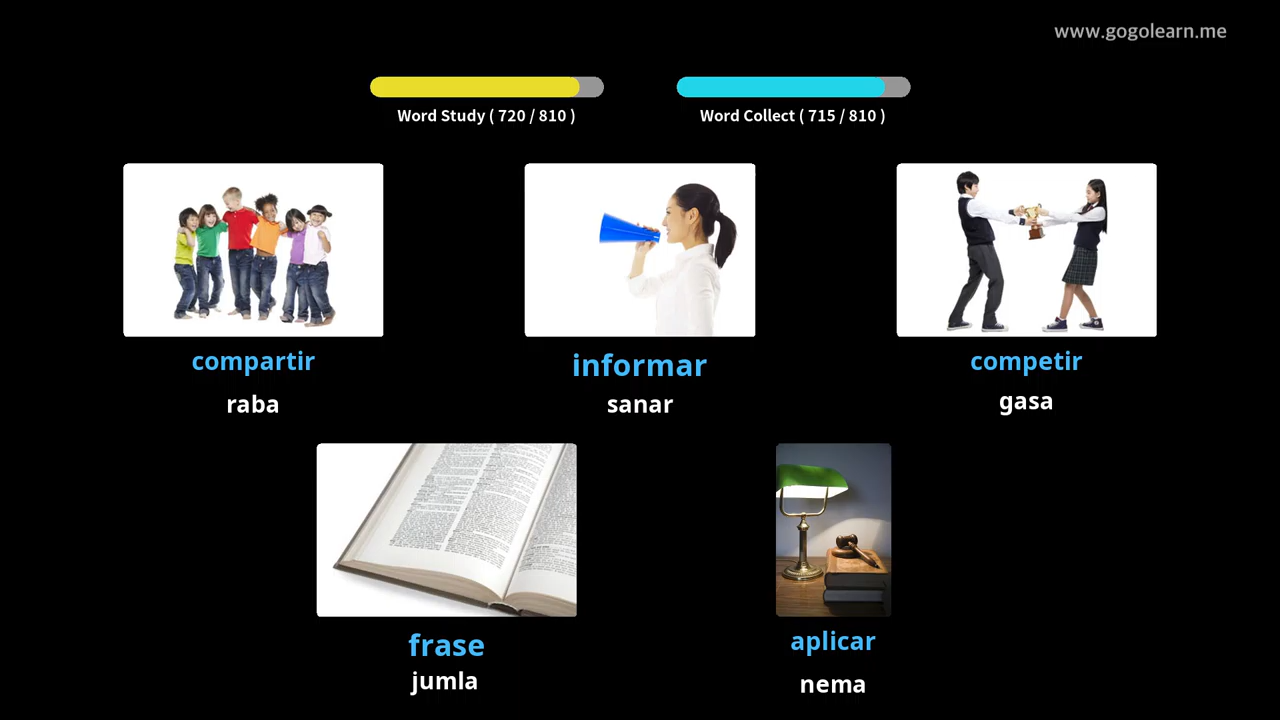 www.gogolearn.me
Word Study ( 720 / 810 )
Word Collect ( 715 / 810 )
compartir
raba
informar
sanar
competir
gasa
frase
jumla
aplicar
nema